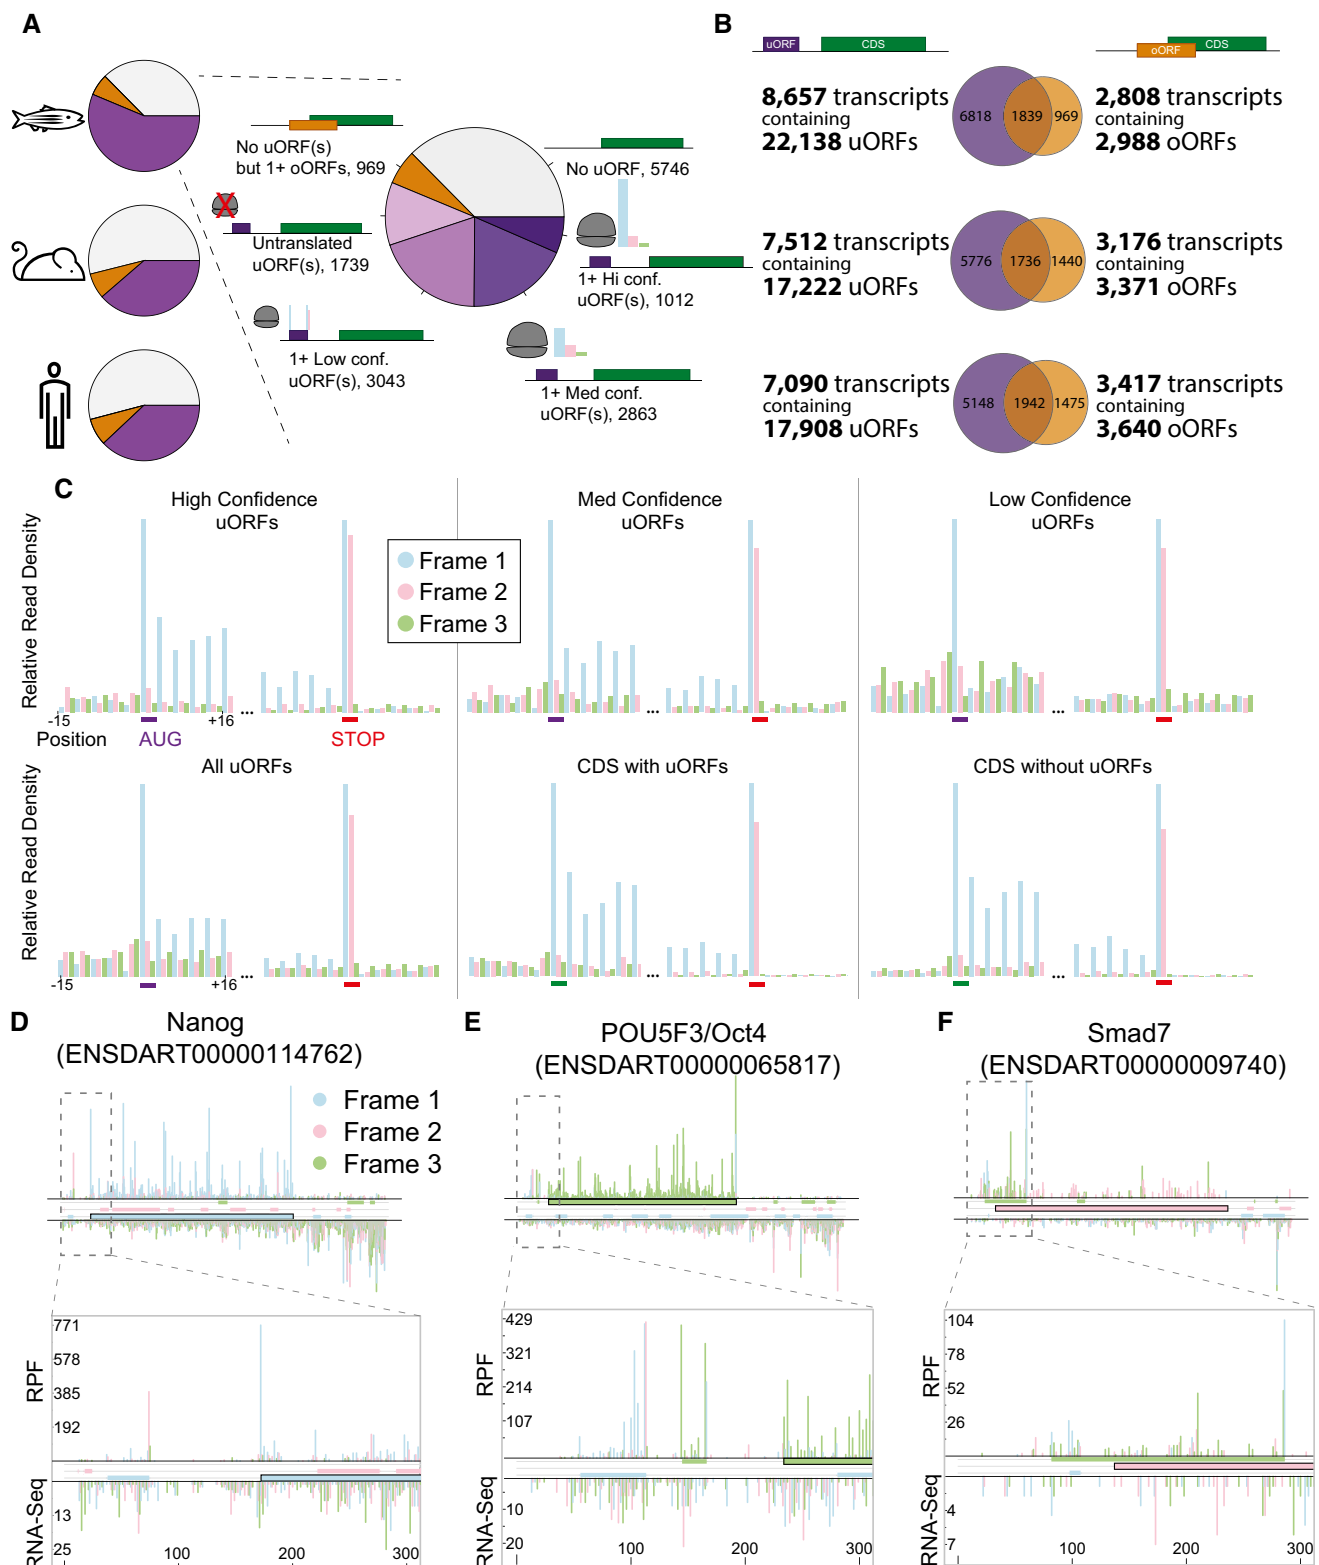 A
No uORF(s)
but 1+ oORFs, 969
No uORF, 5746
Untranslated
uORF(s), 1739
1+ Hi conf.
uORF(s), 1012
1+ Low conf.
uORF(s), 3043
1+ Med conf.
uORF(s), 2863
B
uORF
CDS
oORF
CDS
8,657 transcripts
containing
22,138 uORFs
6818
1839
969
2,808 transcripts
containing
2,988 oORFs
7,512 transcripts
containing
17,222 uORFs
5776
1736
1440
3,176 transcripts
containing
3,371 oORFs
7,090 transcripts
containing
17,908 uORFs
5148
1942
1475
3,417 transcripts
containing
3,640 oORFs
C
High Confidence
uORFs
Med Confidence
uORFs
Low Confidence
uORFs
Relative Read Density
Frame 1
Frame 2
Frame 3
-15
+16
...
...
...
Position
AUG
STOP
All uORFs
CDS with uORFs
CDS without uORFs
Relative Read Density
-15
+16
...
...
...
D
Nanog
(ENSDART00000114762)
Frame 1
Frame 2
Frame 3
771
578
385
192
RPF
RNA-Seq
13
25
100
200
300
E
POU5F3/Oct4
(ENSDART00000065817)
429
321
214
107
RPF
RNA-Seq
10
20
100
200
300
F
Smad7
(ENSDART00000009740)
104
78
52
26
RPF
RNA-Seq
4
7
100
200
300